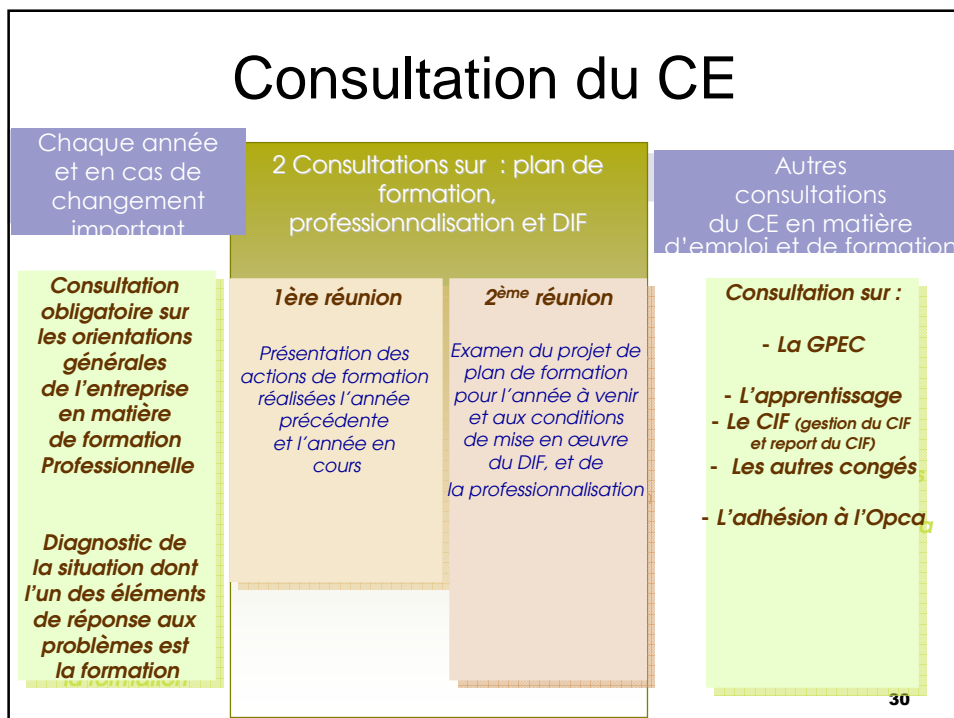 Consultation du CE
Chaque année
et en cas de
changement
important
2 Consultations sur : plan de
formation,
professionnalisation et DIF
Autres
consultations
du CE en matière
d'emploi et de formation
Consultation
obligatoire sur
les orientations
générales
de l'entreprise
en matière
de formation
Professionnelle
Diagnostic de
la situation dont
l'un des éléments
de réponse aux
problèmes est
la formation
1ère réunion
Présentation des
actions de formation
réalisées l'année
précédente
et l'année en
cours
2ème réunion
Examen du projet de
plan de formation
pour l'année à venir
et aux conditions
de mise en œuvre
du DIF, et de
la professionnalisation
Consultation sur :
- La GPEC
- L'apprentissage
- Le CIF (gestion du CIF
et report du CIF)
- Les autres congés
- L'adhésion à l'Opca
30